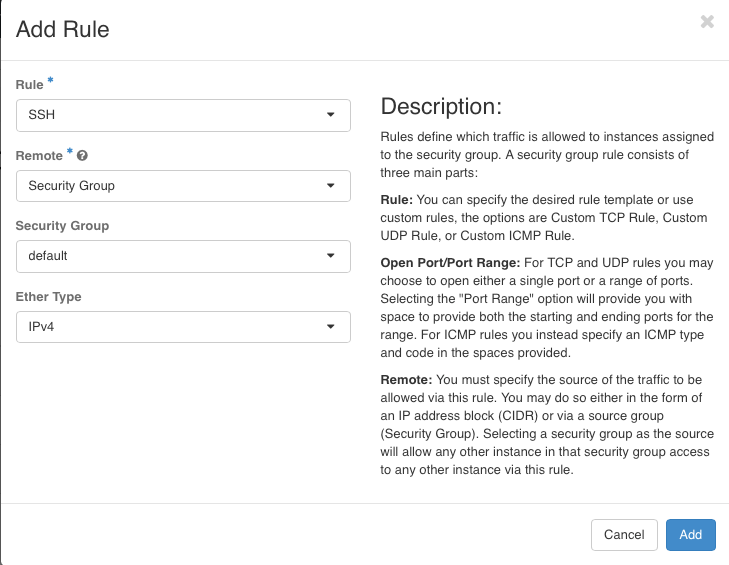 Add Rule
×
Rule *
SSH
Remote * ?
Security Group
Security Group
default
Ether Type
IPv4
Description:
Rules define which traffic is allowed to instances assigned
to the security group. A security group rule consists of
three main parts:
Rule: You can specify the desired rule template or use
custom rules, the options are Custom TCP Rule, Custom
UDP Rule, or Custom ICMP Rule.
Open Port/Port Range: For TCP and UDP rules you may
choose to open either a single port or a range of ports.
Selecting the "Port Range" option will provide you with
space to provide both the starting and ending ports for the
range. For ICMP rules you instead specify an ICMP type
and code in the spaces provided.
Remote: You must specify the source of the traffic to be
allowed via this rule. You may do so either in the form of
an IP address block (CIDR) or via a source group
(Security Group). Selecting a security group as the source
will allow any other instance in that security group access
to any other instance via this rule.
Cancel
Add